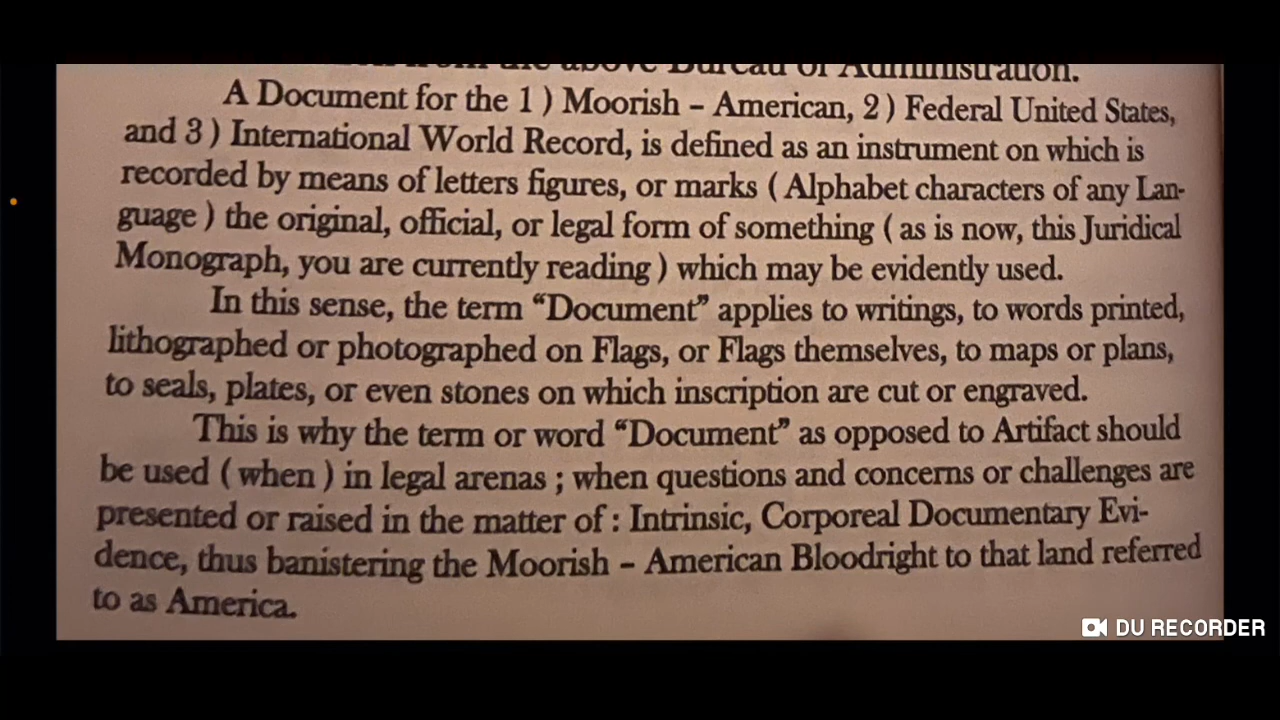 from the above Bureau of Administration.
A Document for the 1 ) Moorish – American, 2 ) Federal United States,
and 3 ) International World Record, is defined as an instrument on which is
recorded by means of letters figures, or marks ( Alphabet characters of any Lan-
guage ) the original, official, or legal form of something ( as is now, this Juridical
Monograph, you are currently reading ) which may be evidently used.
In this sense, the term “Document” applies to writings, to words printed,
lithographed or photographed on Flags, or Flags themselves, to maps or plans,
to seals, plates, or even stones on which inscription are cut or engraved.
This is why the term or word “Document” as opposed to Artifact should
be used ( when ) in legal arenas ; when questions and concerns or challenges are
presented or raised in the matter of : Intrinsic, Corporeal Documentary Evi-
dence, thus banistering the Moorish – American Bloodright to that land referred
to as America.
DU RECORDER